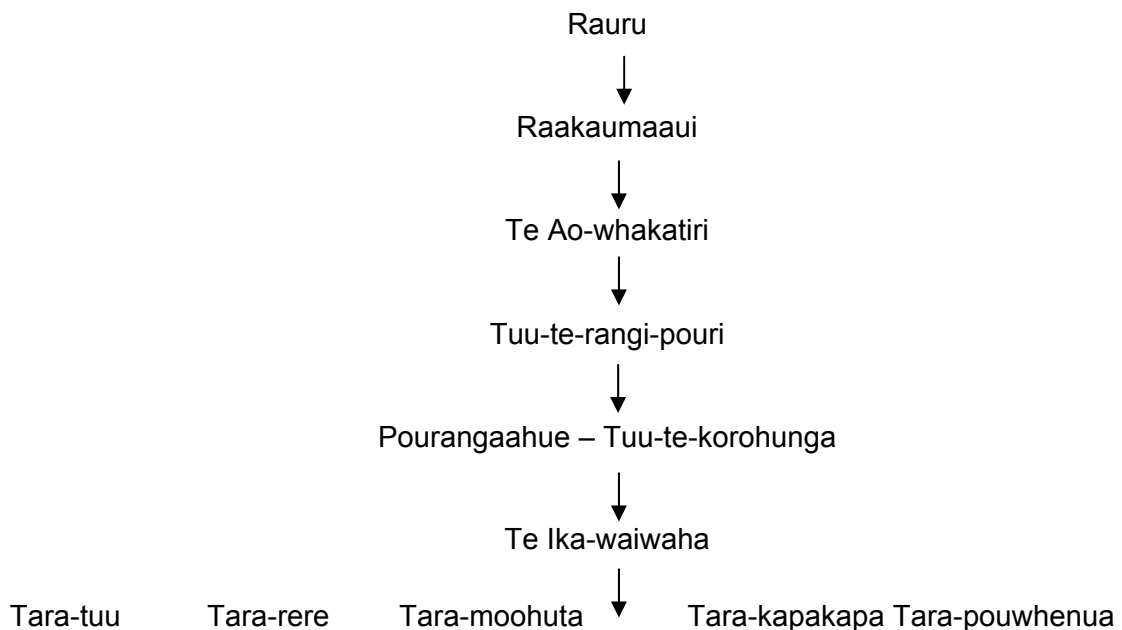 Rauru
Raakaumaaui
Te Ao-whakatiri
Tuu-te-rangi-pouri
Pourangaahue – Tuu-te-korohunga
Te Ika-waiwaha
Tara-tuu Tara-rere Tara-moohuta Tara-kapakapa Tara-pouwhenua